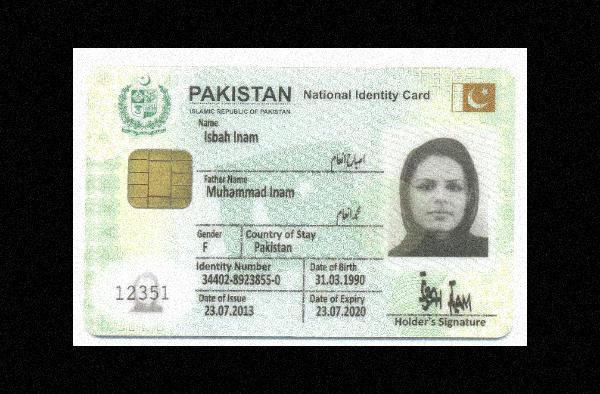 PAKISTAN National Identity Card
ISLAMIC REPUBLIC OF PAKISTAN
Name
Isbah Inam
اصباح انعام
Father Name
Muhammad Inam
محمد انعام
Gender Country of Stay
F Pakistan
Identity Number Date of Birth
34402-8923855-0 31.03.1990
12351
Date of Issue Date of Expiry
23.07.2013 23.07.2020
Holder's Signature